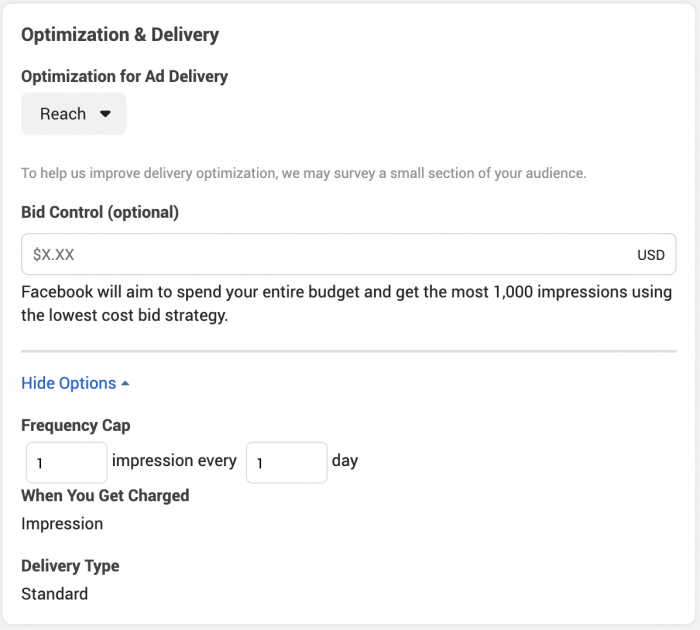 Optimization & Delivery
Optimization for Ad Delivery
Reach
To help us improve delivery optimization, we may survey a small section of your audience.
Bid Control (optional)
$X.XX USD
Facebook will aim to spend your entire budget and get the most 1,000 impressions using
the lowest cost bid strategy.
Hide Options
Frequency Cap
1 impression every 1 day
When You Get Charged
Impression
Delivery Type
Standard